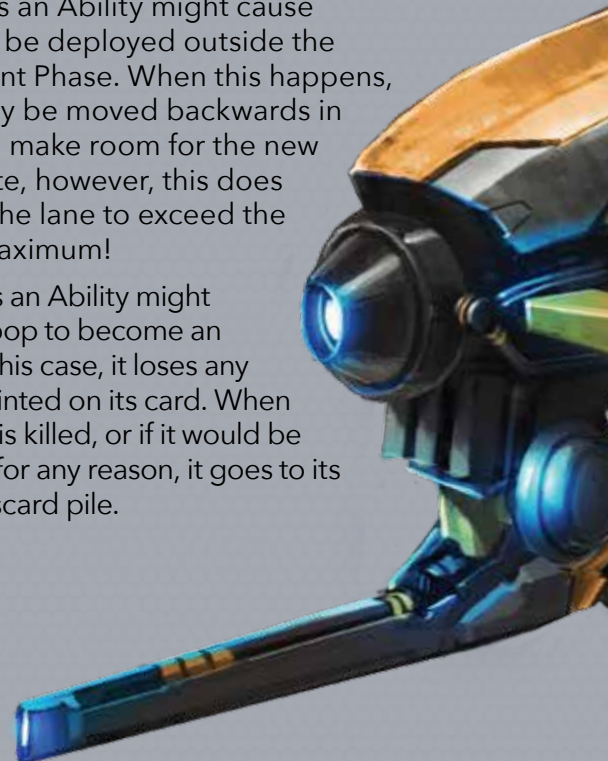 s an Ability might cause
be deployed outside the
nt Phase. When this happens,
y be moved backwards in
make room for the new
te, however, this does
he lane to exceed the
aximum!
s an Ability might
oop to become an
his case, it loses any
inted on its card. When
is killed, or if it would be
for any reason, it goes to its
scard pile.